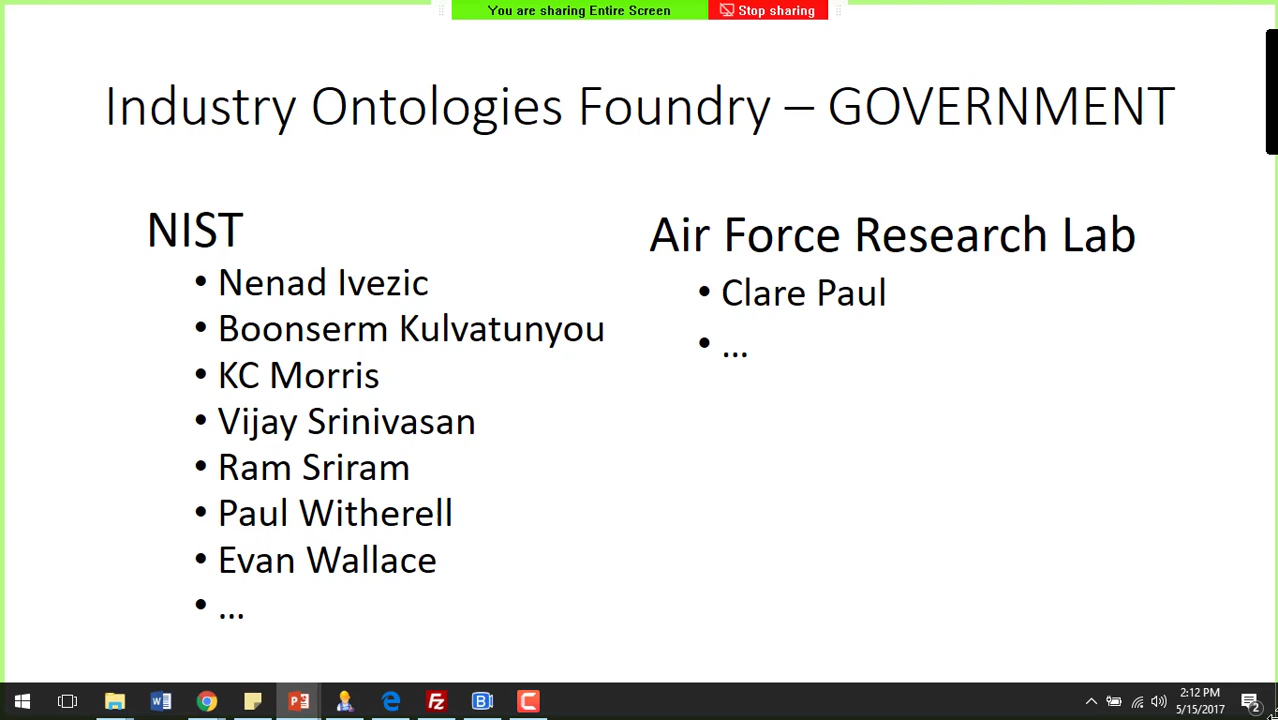 You are sharing Entire Screen Stop sharing
Industry Ontologies Foundry – GOVERNMENT
NIST
• Nenad Ivezic
• Boonserm Kulvatunyou
• KC Morris
• Vijay Srinivasan
• Ram Sriram
• Paul Witherell
• Evan Wallace
• ...
Air Force Research Lab
• Clare Paul
• ...
2:12 PM
5/15/2017
2